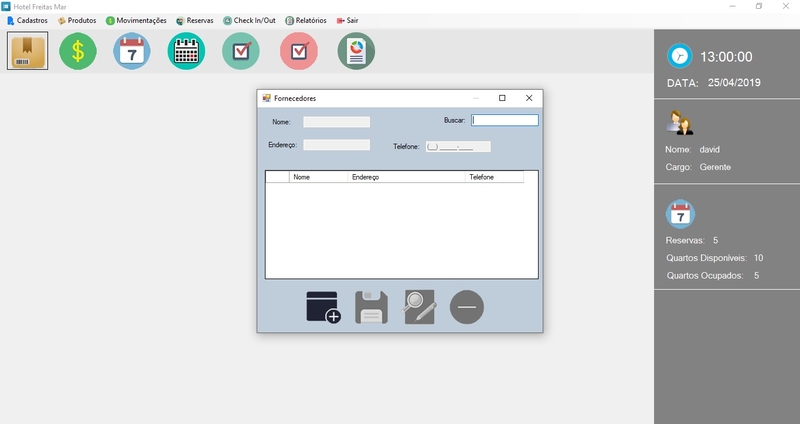 Hotel Freitas Mar
Cadastros Produtos Movimentações Reservas Check In/Out Relatórios Sair
7
13:00:00
DATA: 25/04/2019
Nome: david
Cargo: Gerente
7
Reservas: 5
Quartos Disponíveis: 10
Quartos Ocupados: 5
Fornecedores
Nome:
Buscar:
Endereço:
Telefone: (__) _____-____
Nome Endereço Telefone